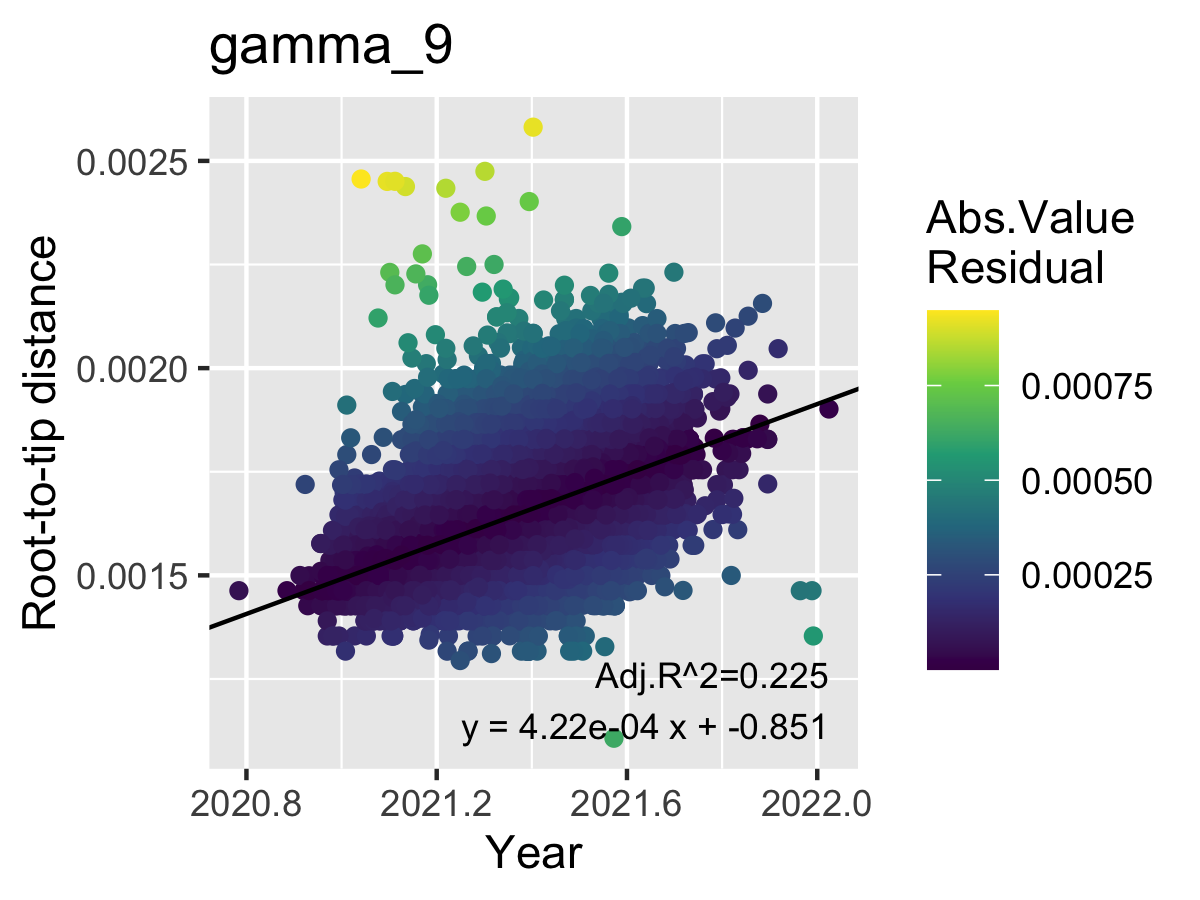 gamma_9
0.0025
0.0020
0.0015
Root-to-tip distance
Adj.R^2=0.225
y = 4.22e-04 x + -0.851
2020.8
2021.2
2021.6
2022.0
Year
Abs.Value
Residual
0.00075
0.00050
0.00025